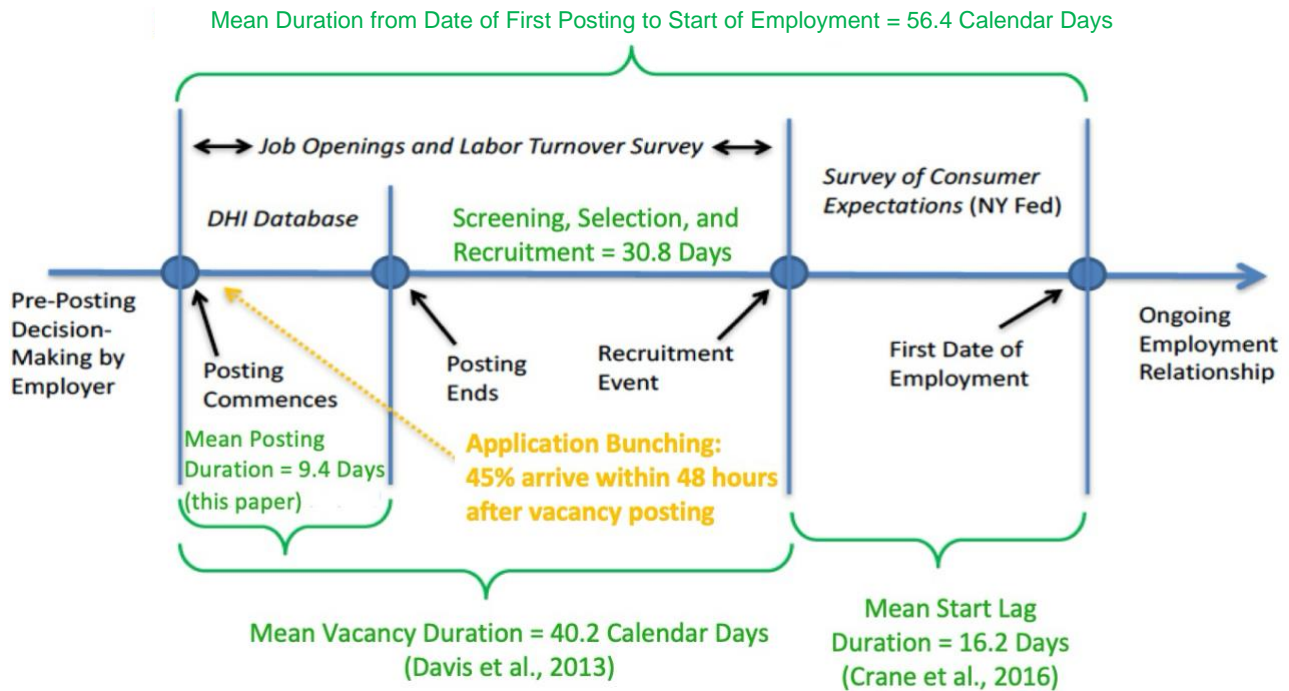 Mean Duration from Date of First Posting to Start of Employment = 56.4 Calendar Days
Job Openings and Labor Turnover Survey
DHI Database
Screening, Selection, and
Recruitment = 30.8 Days
Survey of Consumer
Expectations (NY Fed)
Pre-Posting
Decision-
Making by
Employer
Posting
Commences
Posting
Ends
Recruitment
Event
First Date of
Employment
Ongoing
Employment
Relationship
Mean Posting
Duration = 9.4 Days
(this paper)
Application Bunching:
45% arrive within 48 hours
after vacancy posting
Mean Vacancy Duration = 40.2 Calendar Days
(Davis et al., 2013)
Mean Start Lag
Duration = 16.2 Days
(Crane et al., 2016)